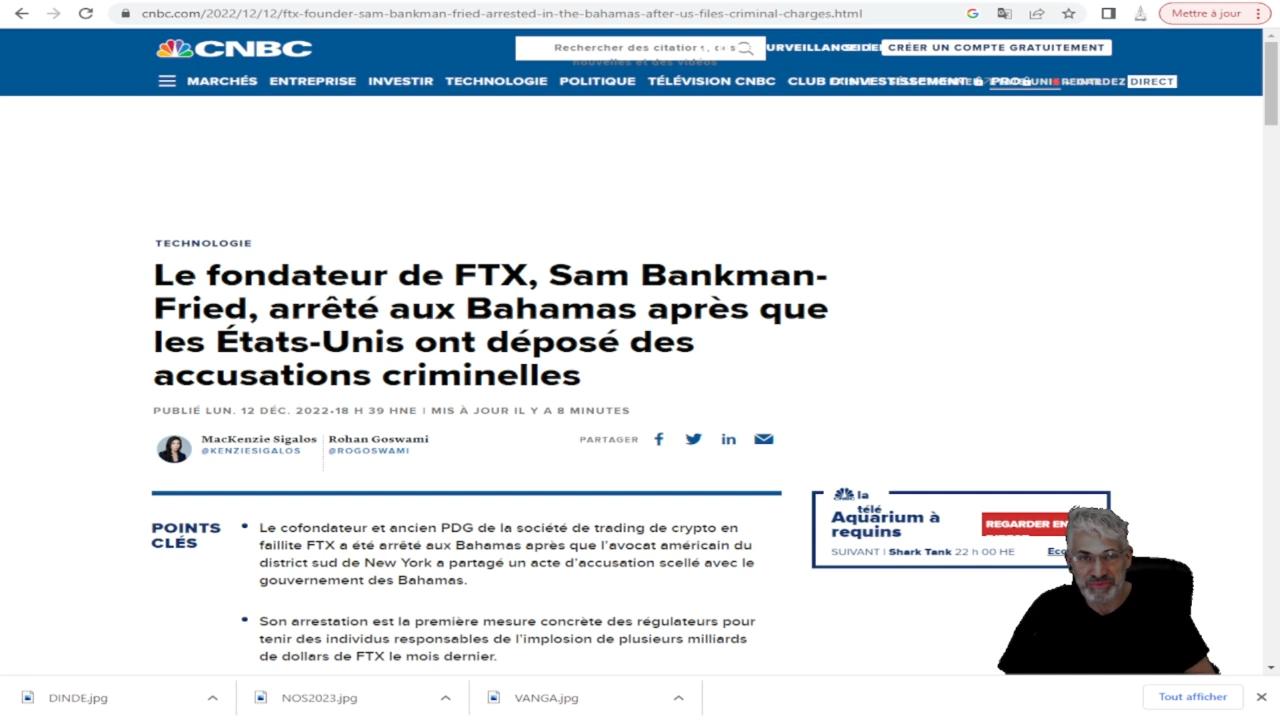 cnbc.com/2022/12/12/ftx-founder-sam-bankman-fried-arrested-in-the-bahamas-after-us-files-criminal-charges.html
Mettre à jour
CNBC
Rechercher des citations,
nouvelles et des vidéos
CRÉER UN COMPTE GRATUITEMENT
MARCHÉS ENTREPRISE INVESTIR TECHNOLOGIE POLITIQUE TÉLÉVISION CNBC CLUB D'INVESTISSEMENT PRO
DIRECT
TECHNOLOGIE
Le fondateur de FTX, Sam Bankman-
Fried, arrêté aux Bahamas après que
les États-Unis ont déposé des
accusations criminelles
PUBLIÉ LUN. 12 DÉC. 2022•18 H 39 HNE | MIS À JOUR IL Y A 8 MINUTES
MacKenzie Sigalos
@KENZIESIGALOS
Rohan Goswami
@ROGOSWAMI
PARTAGER
POINTS
CLÉS
• Le cofondateur et ancien PDG de la société de trading de crypto en
faillite FTX a été arrêté aux Bahamas après que l'avocat américain du
district sud de New York a partagé un acte d'accusation scellé avec le
gouvernement des Bahamas.
• Son arrestation est la première mesure concrète des régulateurs pour
tenir des individus responsables de l'implosion de plusieurs milliards
de dollars de FTX le mois dernier.
la
télé
Aquarium à
requins
REGARDER EN
SUIVANT | Shark Tank 22 h 00 HE
DINDE.jpg
NOS2023.jpg
VANGA.jpg
Tout afficher